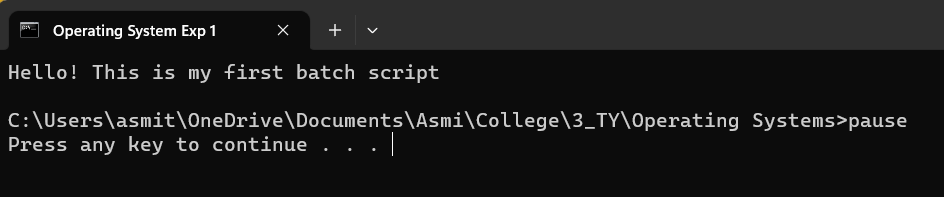 Operating System Exp 1
Hello! This is my first batch script
C:\Users\asmit\OneDrive\Documents\Asmi\College\3_TY\Operating Systems>pause
Press any key to continue . . .